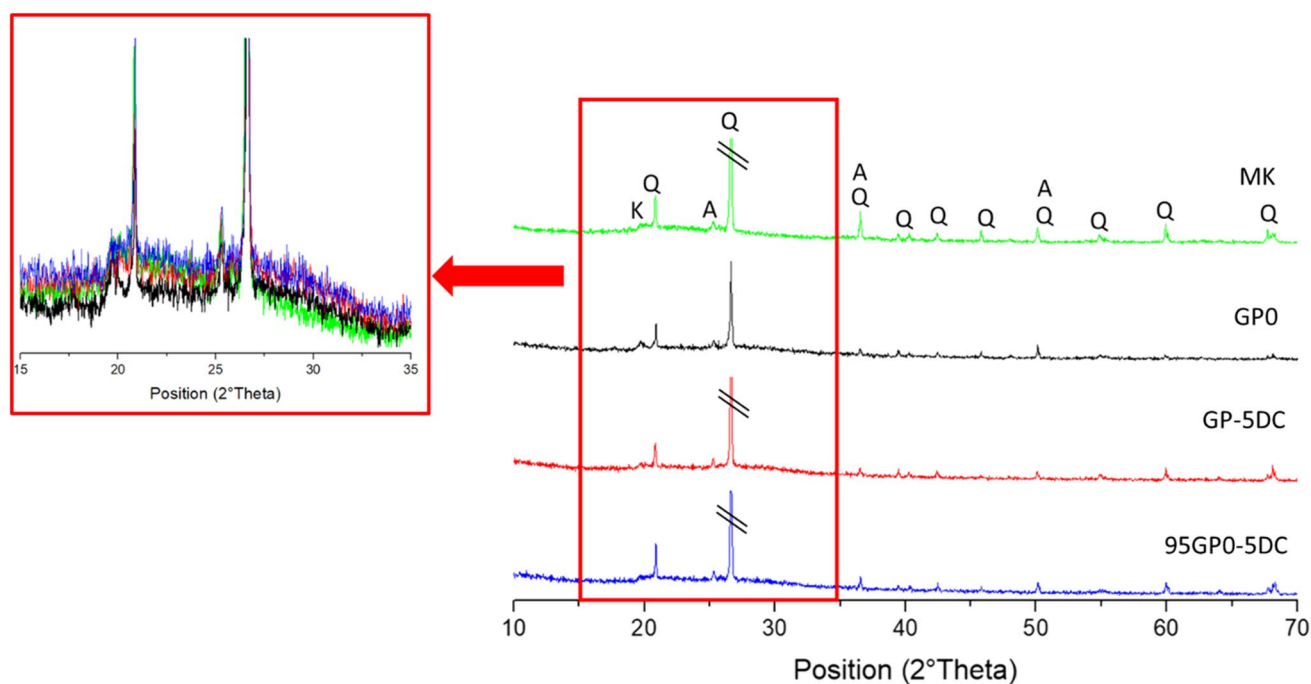 15 20 25 30 35
Position (2°Theta)
Q
A
Q K Q A Q Q Q Q A Q Q Q Q MK
GP0
GP-5DC
95GP0-5DC
10 20 30 40 50 60 70
Position (2°Theta)